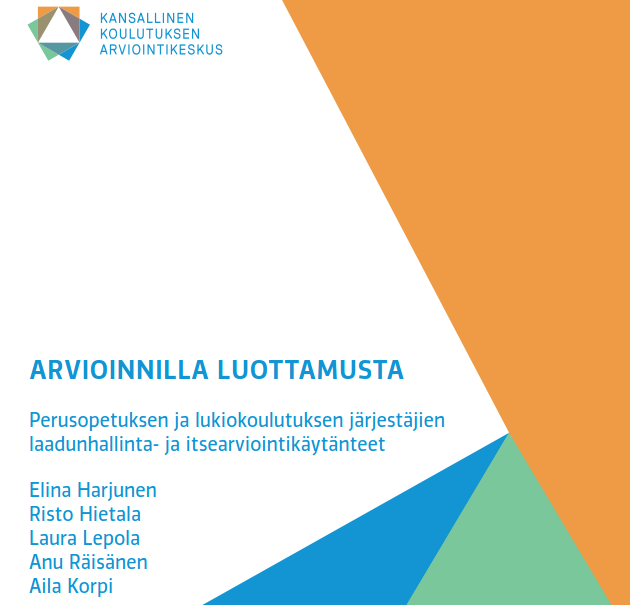 KANSALLINEN
KOULUTUKSEN
ARVIOINTIKESKUS
ARVIOINNILLA LUOTTAMUSTA
Perusopetuksen ja lukiokoulutuksen järjestäjien
laadunhallinta- ja itsearviointikäytänteet
Elina Harjunen
Risto Hietala
Laura Lepola
Anu Räisänen
Aila Korpi